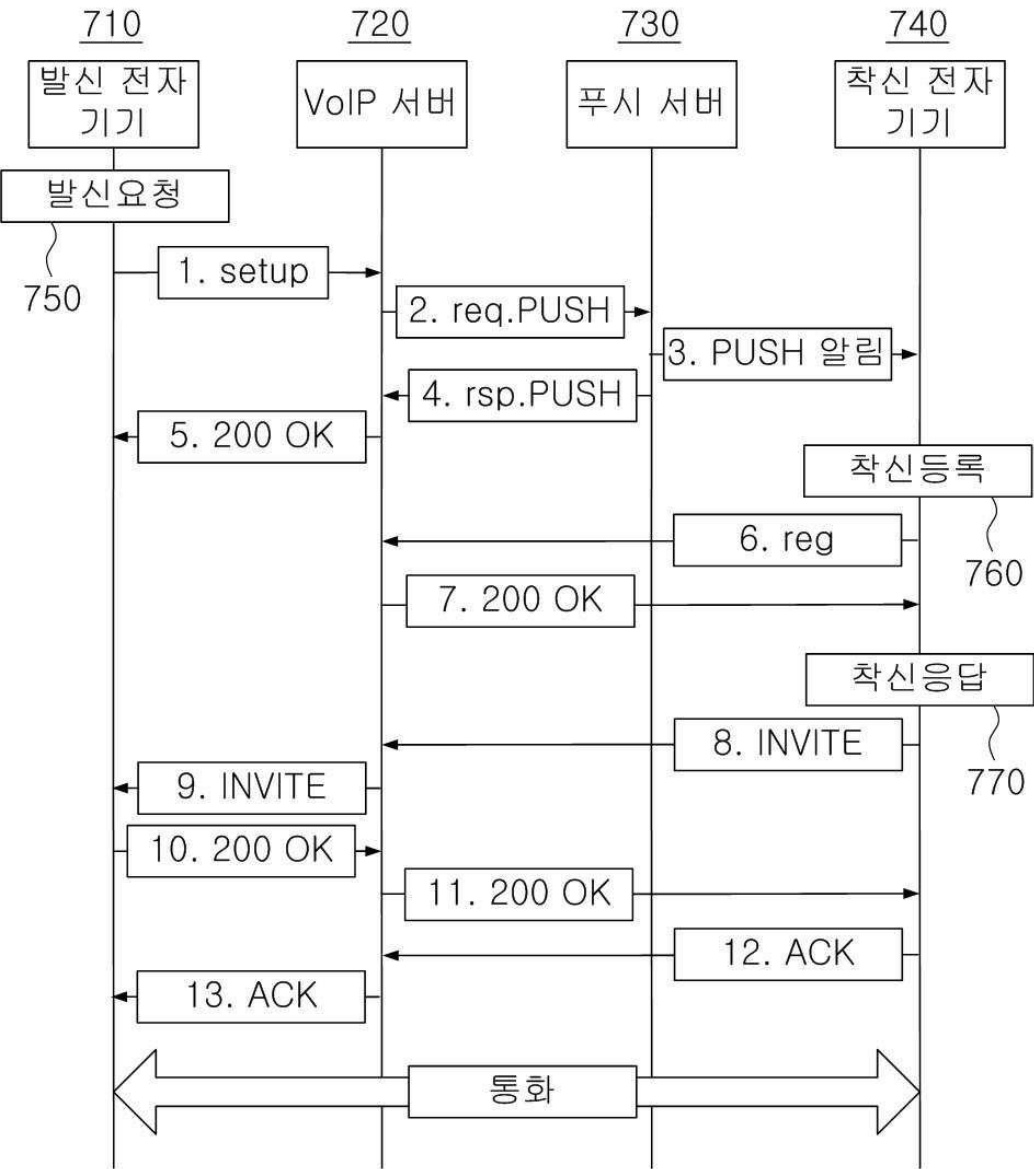 710
720
730
740
발신 전자
기기
VoIP 서버
푸시 서버
착신 전자
기기
발신요청
750
1. setup
2. req.PUSH
3. PUSH 알림
4. rsp.PUSH
5. 200 OK
착신등록
760
6. reg
7. 200 OK
착신응답
770
8. INVITE
9. INVITE
10. 200 OK
11. 200 OK
12. ACK
13. ACK
통화